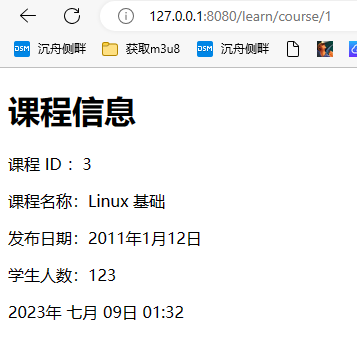 127.0.0.1:8080/learn/course/1
DSM 沉舟侧畔 获取m3u8 DSM 沉舟侧畔
课程信息
课程 ID ：3
课程名称：Linux 基础
发布日期：2011年1月12日
学生人数：123
2023年 七月 09日 01:32